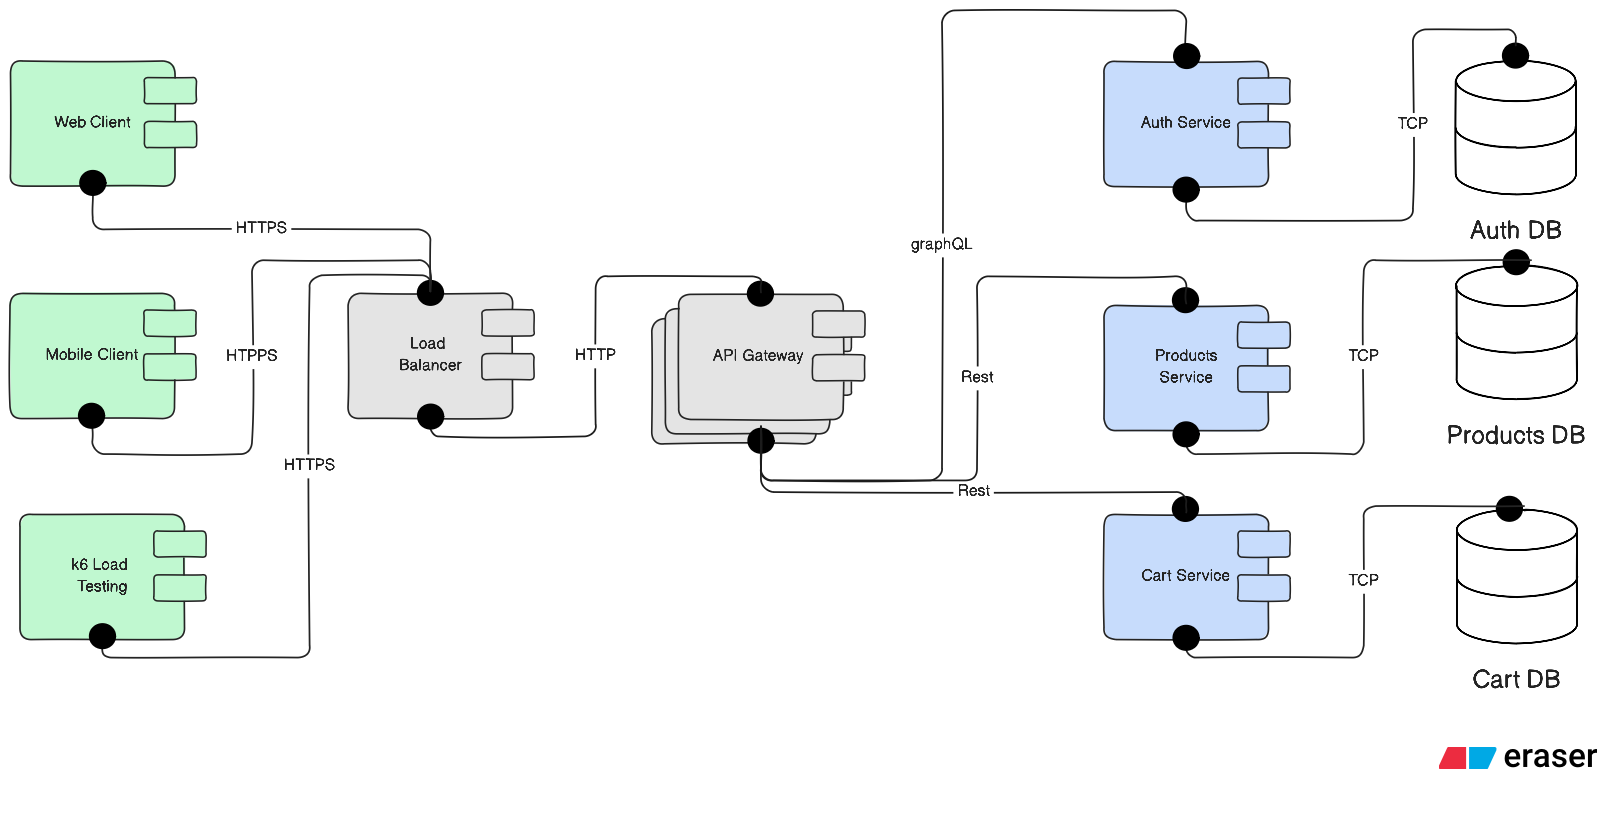 Web Client
HTTPS
Mobile Client
HTPPS
HTTPS
k6 Load
Testing
Load
Balancer
HTTP
API Gateway
graphQL
Rest
Rest
Auth Service
TCP
Auth DB
Products
Service
TCP
Products DB
Cart Service
TCP
Cart DB
eraser